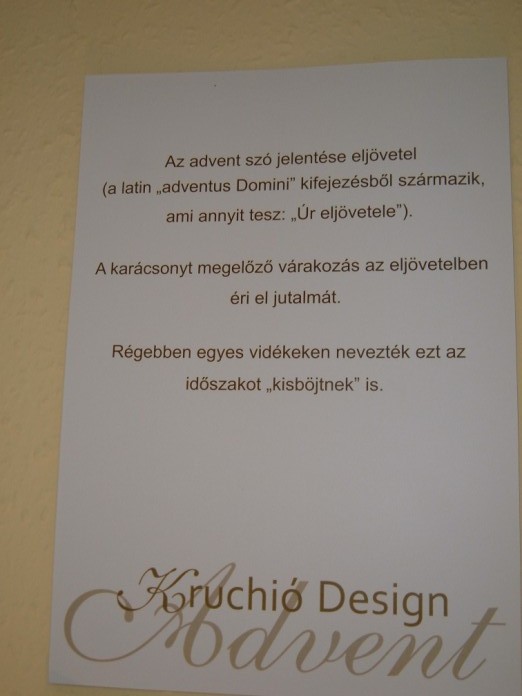 Az advent szó jelentése eljövetel
(a latin „adventus Domini” kifejezésből származik,
ami annyit tesz: „Úr eljövetele”).
A karácsonyt megelőző várakozás az eljövetelben
éri el jutalmát.
Régebben egyes vidékeken nevezték ezt az
időszakot „kisböjtnek” is.
Kruchió Design
Advent